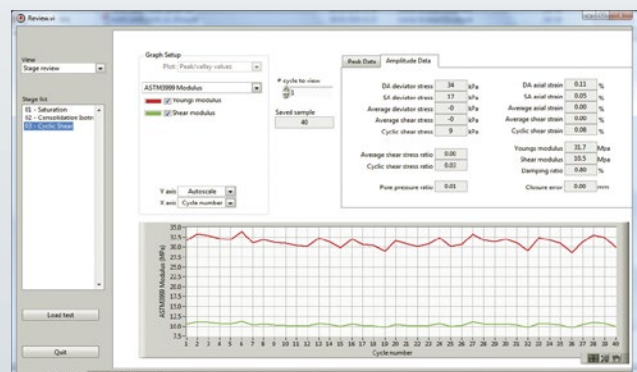 Review.vi
View
Stage review
Stage list
01 - Saturation
02 - Consolidation Isotro
03 - Cyclic Shear
Load test
Quit
Graph Setup
Plot Peak/valley values
ASTM3999 Modulus
Youngs modulus
Shear modulus
Y axis Autoscale
X axis Cycle number
# cycle to view
3
Saved sample
40
Peak Data Amplitude Data
DA deviator stress 34 kPa
SA deviator stress 17 kPa
Average deviator stress -0 kPa
Average shear stress -0 kPa
Cyclic shear stress 9 kPa
Average shear stress ratio 0.00
Cyclic shear stress ratio 0.02
Pure pressure ratio 0.01
DA axial strain 0.11 %
SA axial strain 0.05 %
Average axial strain 0.00 %
Average shear strain 0.00 %
Cyclic shear strain 0.08 %
Youngs modulus 31.7 Mpa
Shear modulus 10.5 Mpa
Damping ratio 0.80 %
Closure error 0.00 mm
ASTM3999 Modulus (MPa)
35.0
32.5
30.0
27.5
25.0
22.5
20.0
17.5
15.0
12.5
10.0
7.5
1 2 3 4 5 6 7 8 9 10 11 12 13 14 15 16 17 18 19 20 21 22 23 24 25 26 27 28 29 30 31 32 33 34 35 36 37 38 39 40
Cycle number